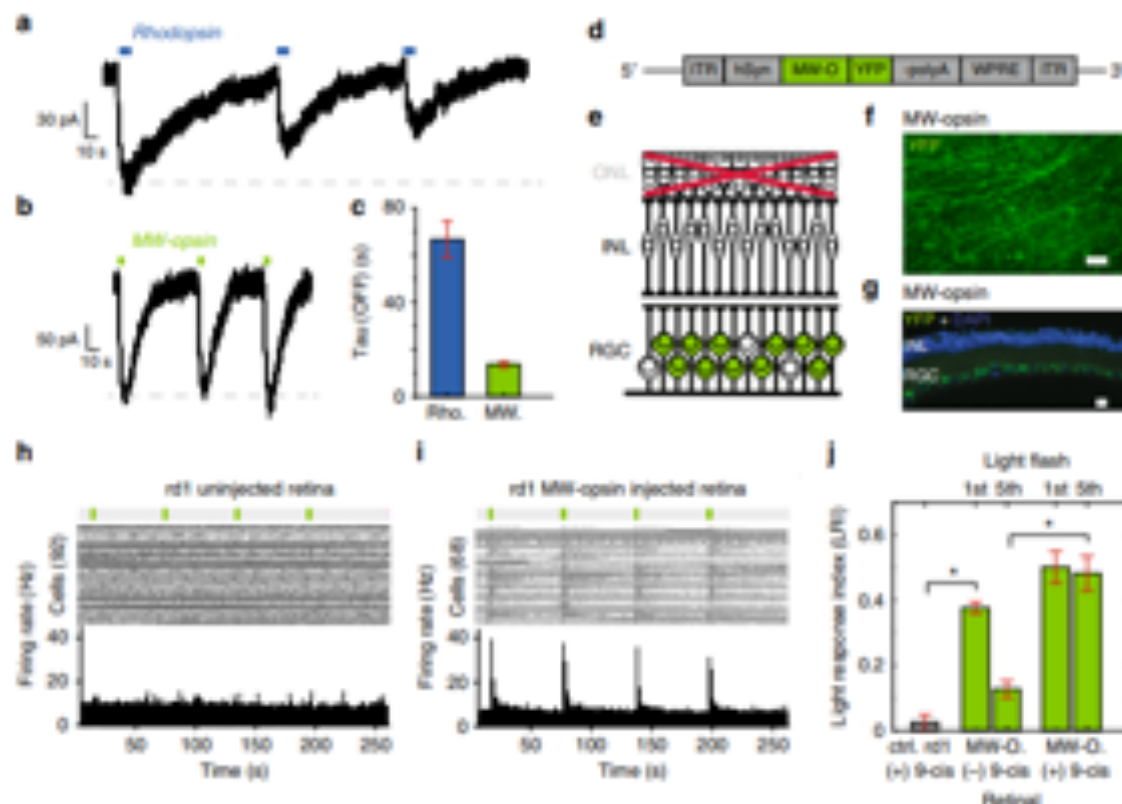 a
Rhodopsin
30 pA
10 s
b
MW-opsin
50 pA
10 s
c
Tau (OFF) (s)
80
40
0
Rho.
MW.
d
5'
ITR
hSyn
MW-O
YFP
polyA
WPRE
ITR
3'
e
ONL
INL
RGC
f
MW-opsin
YFP
g
MW-opsin
YFP + DAPI
INL
RGC
h
rd1 uninjected retina
Cells (92)
Firing rate (Hz)
40
20
0
50 100 150 200 250
Time (s)
i
rd1 MW-opsin injected retina
Cells (68)
Firing rate (Hz)
40
20
0
50 100 150 200 250
Time (s)
j
Light flash
1st 5th 1st 5th
Light response index (LRI)
0.6
0.4
0.2
0
* *
ctrl. rd1 MW-O. MW-O.
(+) 9-cis (–) 9-cis (+) 9-cis
Retinal